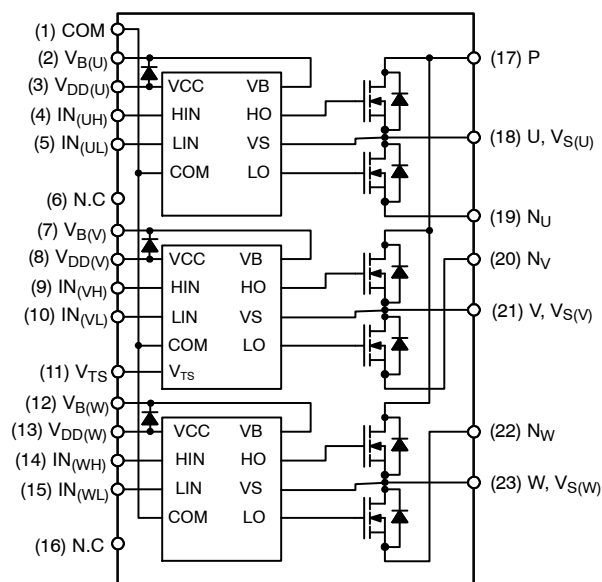 (1) COM
(2) VB(U)
(3) VDD(U)
(4) IN(UH)
(5) IN(UL)
(6) N.C
(7) VB(V)
(8) VDD(V)
(9) IN(VH)
(10) IN(VL)
(11) VTS
(12) VB(W)
(13) VDD(W)
(14) IN(WH)
(15) IN(WL)
(16) N.C
VCC VB
HIN HO
LIN VS
COM LO
VCC VB
HIN HO
LIN VS
COM LO
VTS
VCC VB
HIN HO
LIN VS
COM LO
(17) P
(18) U, VS(U)
(19) NU
(20) NV
(21) V, VS(V)
(22) NW
(23) W, VS(W)